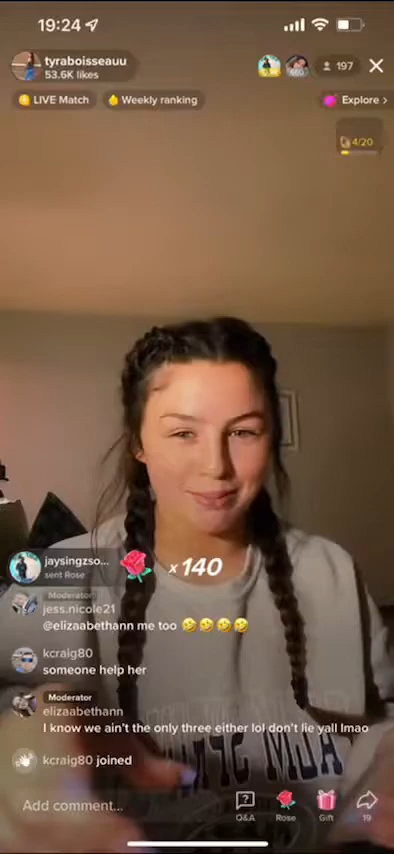 19:24
tyraboisseauu
53.6K likes
197
LIVE Match
Weekly ranking
Explore >
4/20
jaysingzso...
sent Rose
x 140
Moderator
jess.nicole21
@elizaabethann me too 🤣🤣🤣🤣
kcraig80
someone help her
Moderator
elizaabethann
I know we ain't the only three either lol don't lie yall lmao
kcraig80 joined
Add comment...
Q&A
Rose
Gift
19